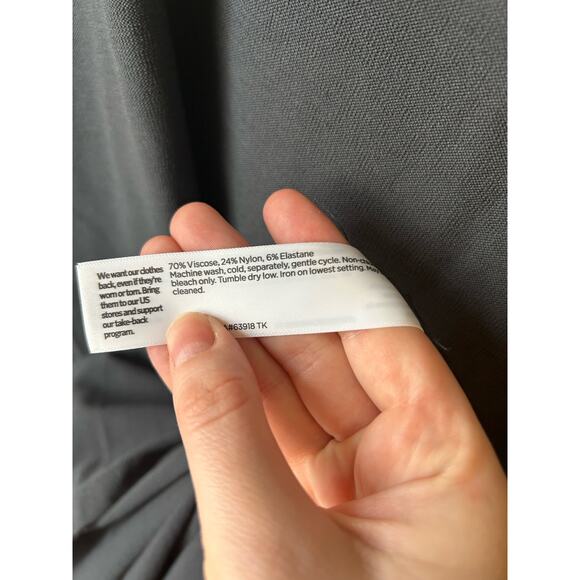 We want our clothes
back, even if they're
worn or torn. Bring
them to our US
stores and support
our take-back
program.
70% Viscose, 24% Nylon, 6% Elastane
Machine wash, cold, separately, gentle cycle.
bleach only. Tumble dry low. Iron on lowest setting. May
cleaned.
#63918 TK